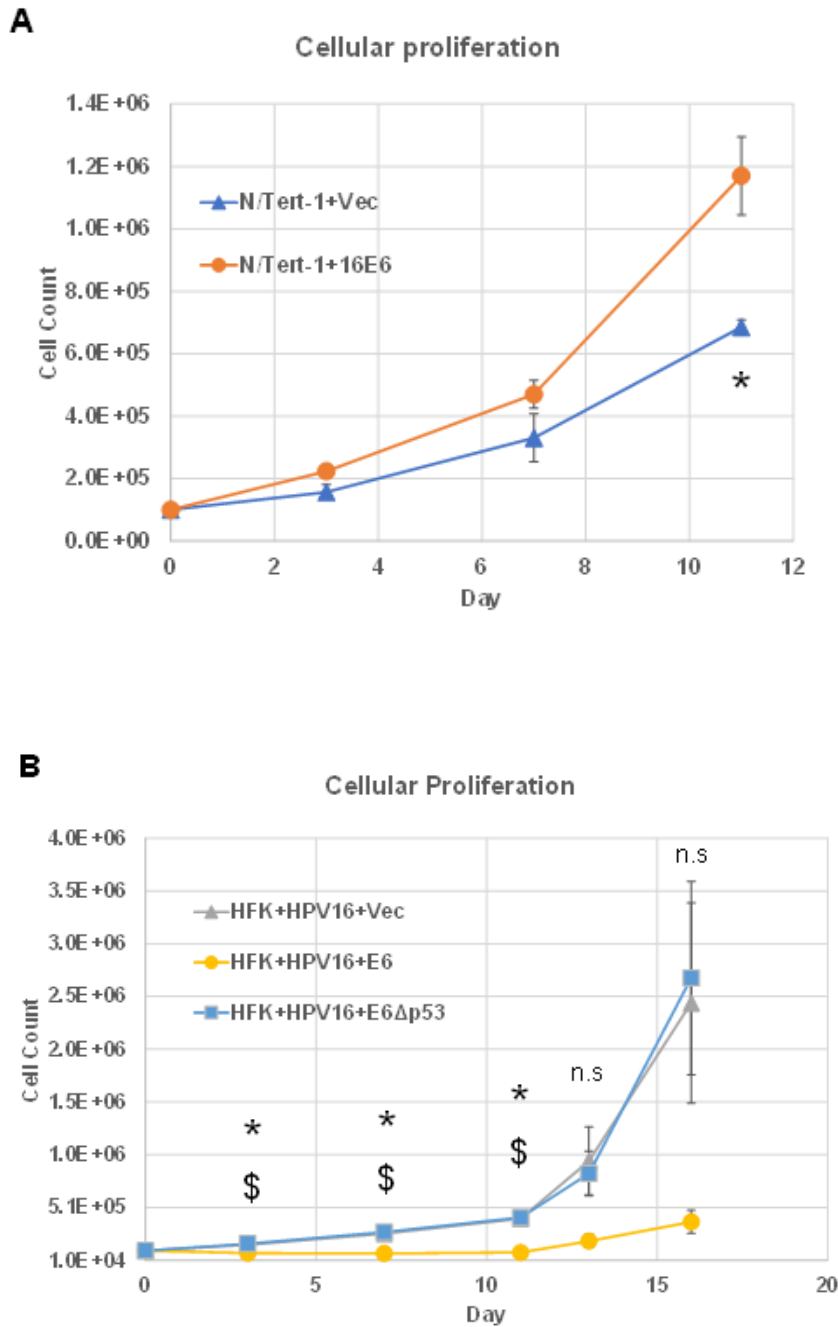 A
Cellular proliferation
1.4E+06
1.2E+06
1.0E+06
8.0E+05
6.0E+05
4.0E+05
2.0E+05
0.0E+00
Cell Count
N/Tert-1+Vec
N/Tert-1+16E6
*
0 2 4 6 8 10 12
Day
B
Cellular Proliferation
4.0E+06
3.5E+06
3.0E+06
2.5E+06
2.0E+06
1.5E+06
1.0E+06
5.1E+05
1.0E+04
Cell Count
HFK+HPV16+Vec
HFK+HPV16+E6
HFK+HPV16+E6Δp53
n.s
n.s
* * *
$ $ $
0 5 10 15 20
Day